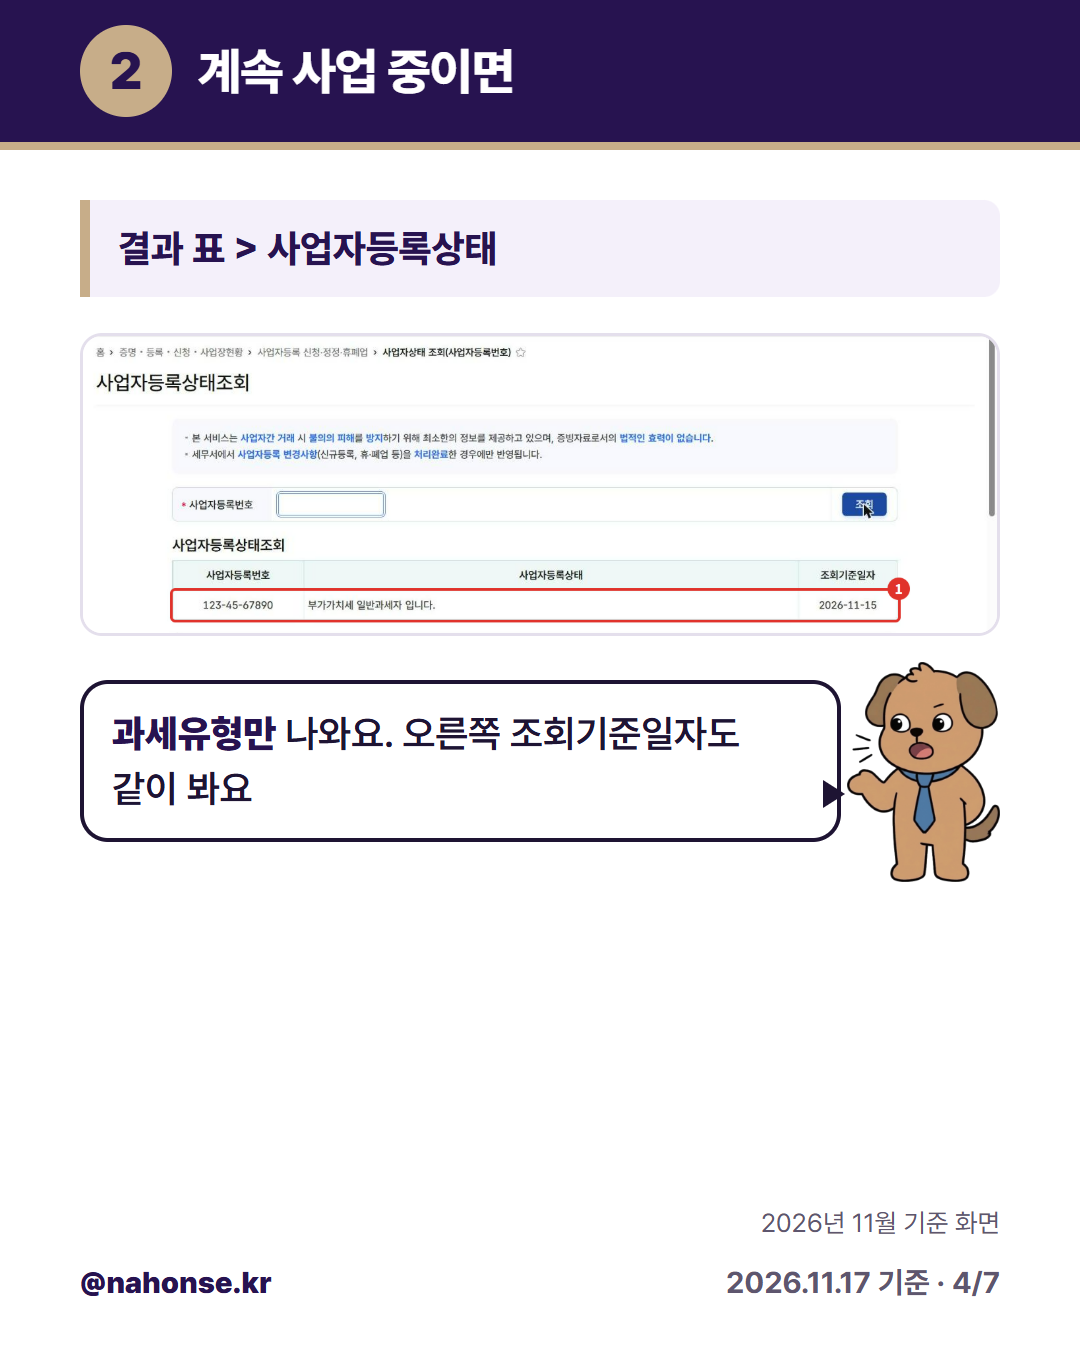 2 계속 사업 중이면
결과 표 > 사업자등록상태
홈 › 증명・등록・신청・사업장현황 › 사업자등록 신청·정정·휴폐업 › 사업자상태 조회(사업자등록번호) ☆
사업자등록상태조회
- 본 서비스는 사업자간 거래 시 불의의 피해를 방지하기 위해 최소한의 정보를 제공하고 있으며, 증빙자료로서의 법적인 효력이 없습니다.
- 세무서에서 사업자등록 변경사항(신규등록, 휴·폐업 등)을 처리완료한 경우에만 반영됩니다.
* 사업자등록번호 조회
사업자등록상태조회
사업자등록번호 사업자등록상태 조회기준일자
1
123-45-67890 부가가치세 일반과세자 입니다. 2026-11-15
과세유형만 나와요. 오른쪽 조회기준일자도
같이 봐요
2026년 11월 기준 화면
@nahonse.kr 2026.11.17 기준 · 4/7